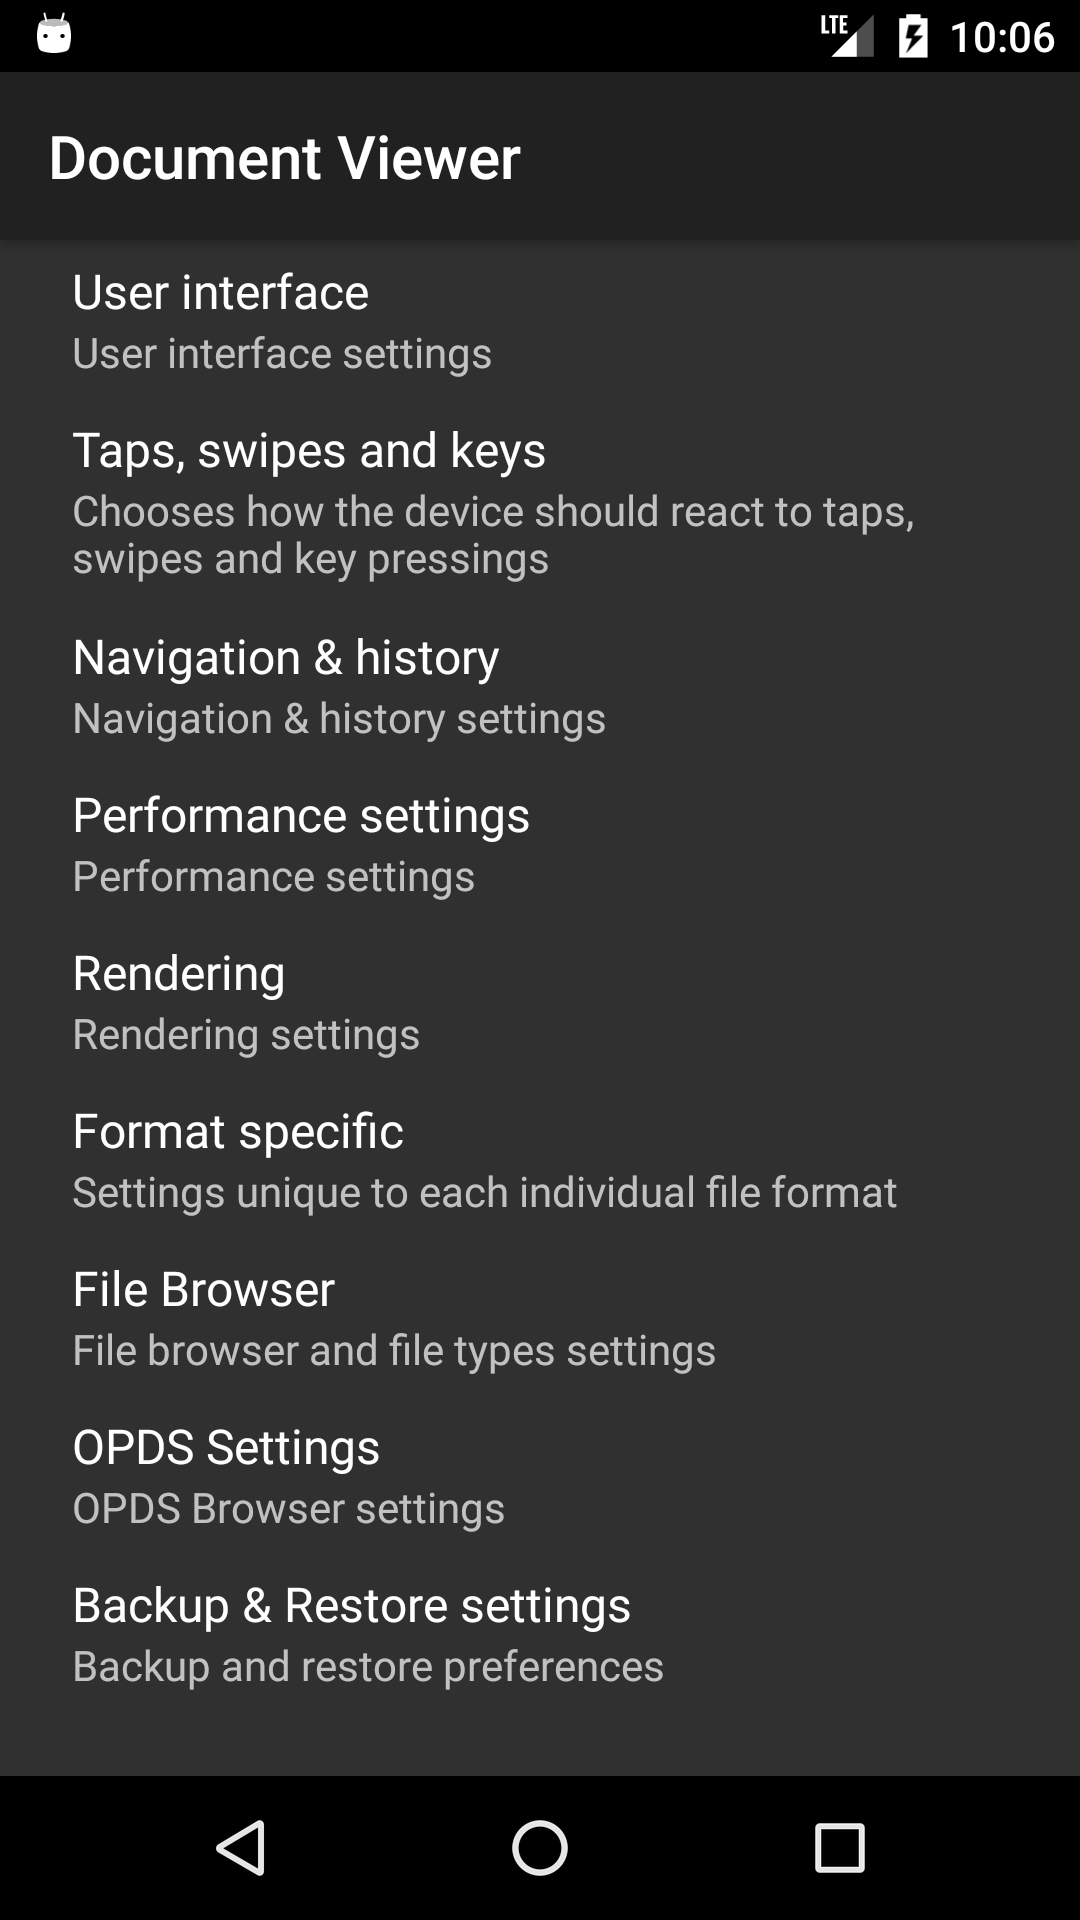 LTE 10:06
Document Viewer
User interface
User interface settings
Taps, swipes and keys
Chooses how the device should react to taps,
swipes and key pressings
Navigation & history
Navigation & history settings
Performance settings
Performance settings
Rendering
Rendering settings
Format specific
Settings unique to each individual file format
File Browser
File browser and file types settings
OPDS Settings
OPDS Browser settings
Backup & Restore settings
Backup and restore preferences